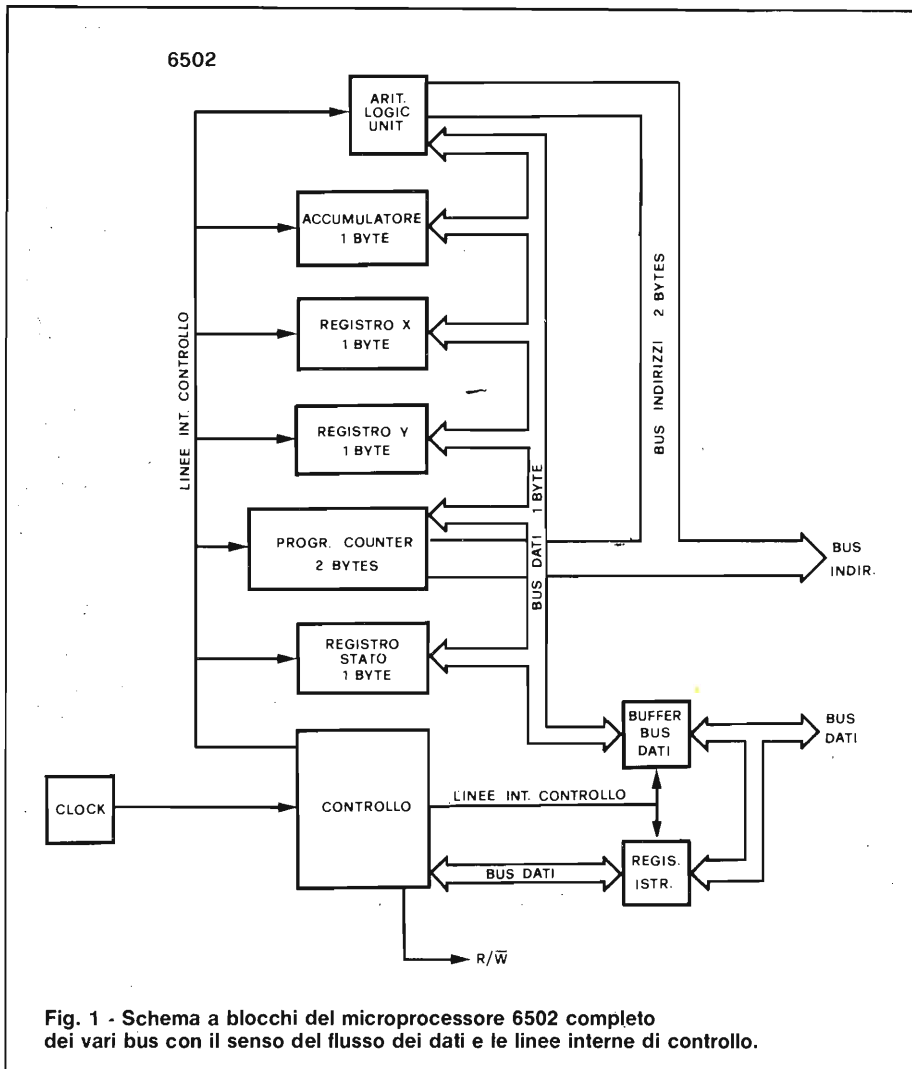 6502
ARIT.
LOGIC
UNIT
ACCUMULATORE
1 BYTE
REGISTRO X
1 BYTE
REGISTRO Y
1 BYTE
PROGR. COUNTER
2 BYTES
REGISTRO
STATO
1 BYTE
LINEE INT. CONTROLLO
BUS DATI 1 BYTE
BUS INDIRIZZI 2 BYTES
BUS
INDIR.
BUFFER
BUS
DATI
BUS
DATI
CLOCK
CONTROLLO
LINEE INT. CONTROLLO
BUS DATI
REGIS.
ISTR.
R/W̅
Fig. 1 - Schema a blocchi del microprocessore 6502 completo
dei vari bus con il senso del flusso dei dati e le linee interne di controllo.